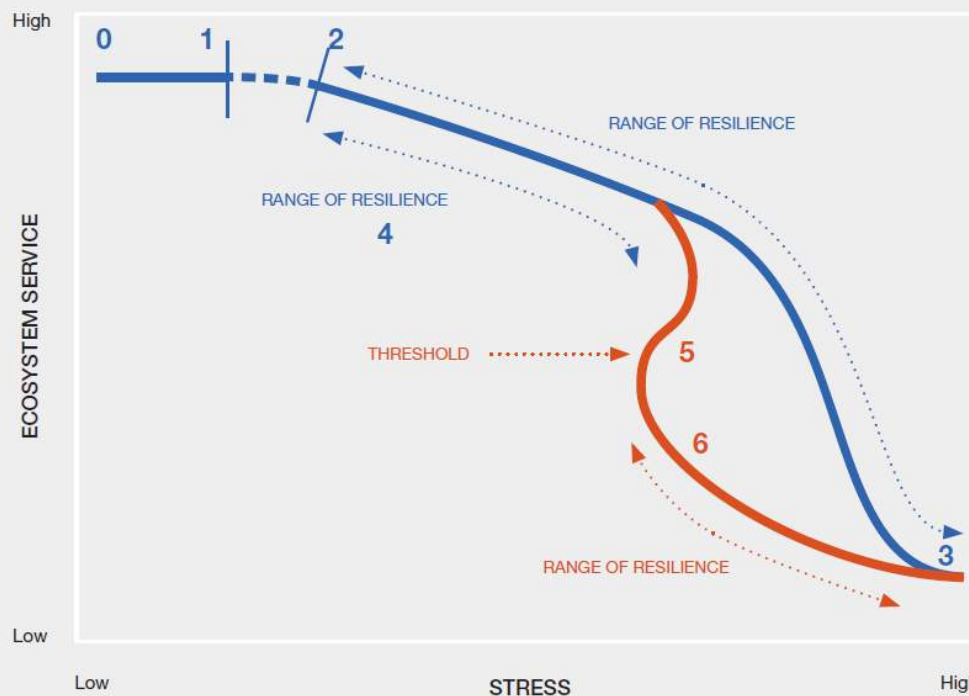 High
0 1 2
RANGE OF RESILIENCE
RANGE OF RESILIENCE
4
ECOSYSTEM SERVICE
THRESHOLD
5
6
3
RANGE OF RESILIENCE
Low
Low
Hig
STRESS